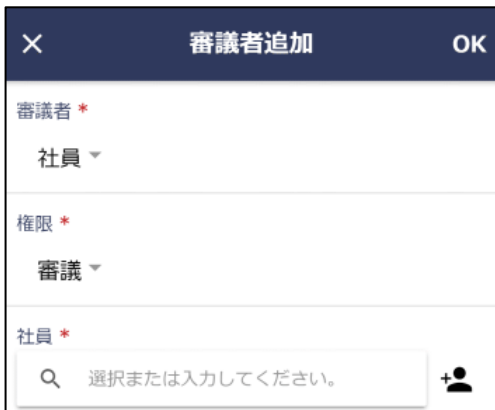 審議者追加 OK
審議者 *
社員
権限 *
審議
社員 *
選択または入力してください。